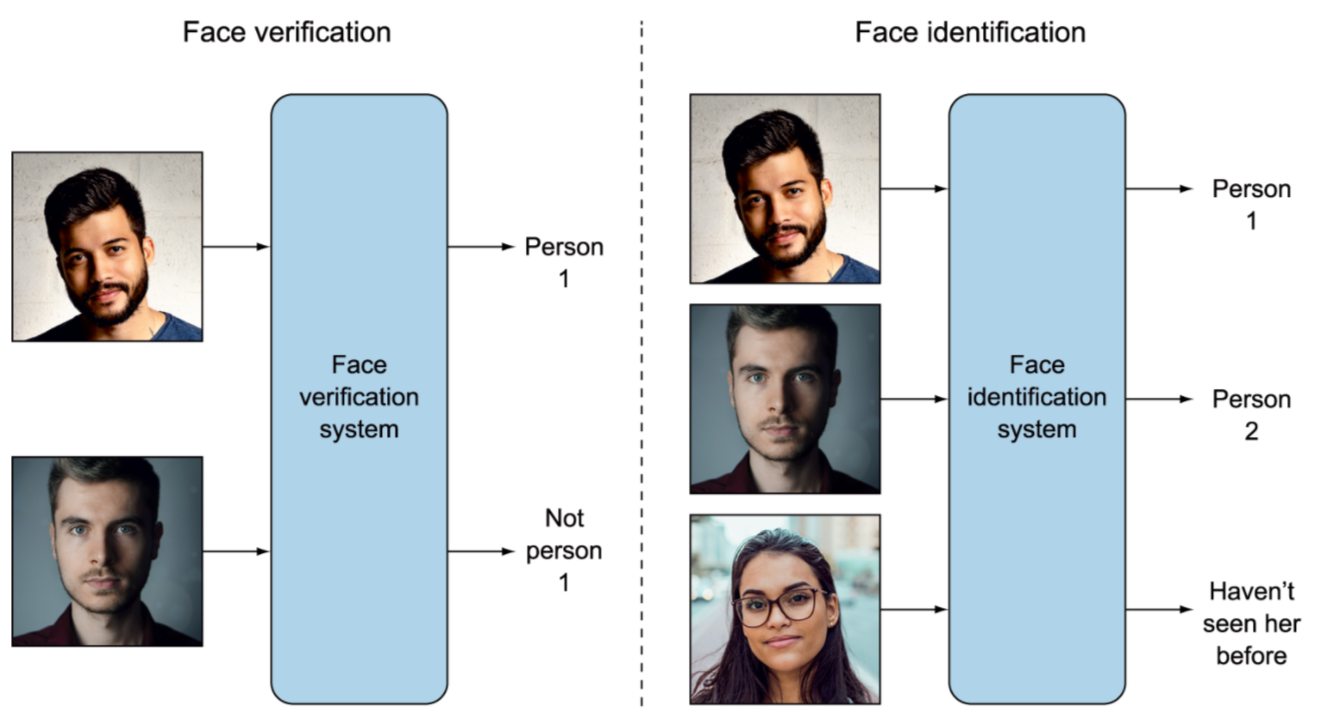 Face verification
Person
1
Face
verification
system
Not
person
1
Face identification
Person
1
Face
identification
system
Person
2
Haven’t
seen her
before